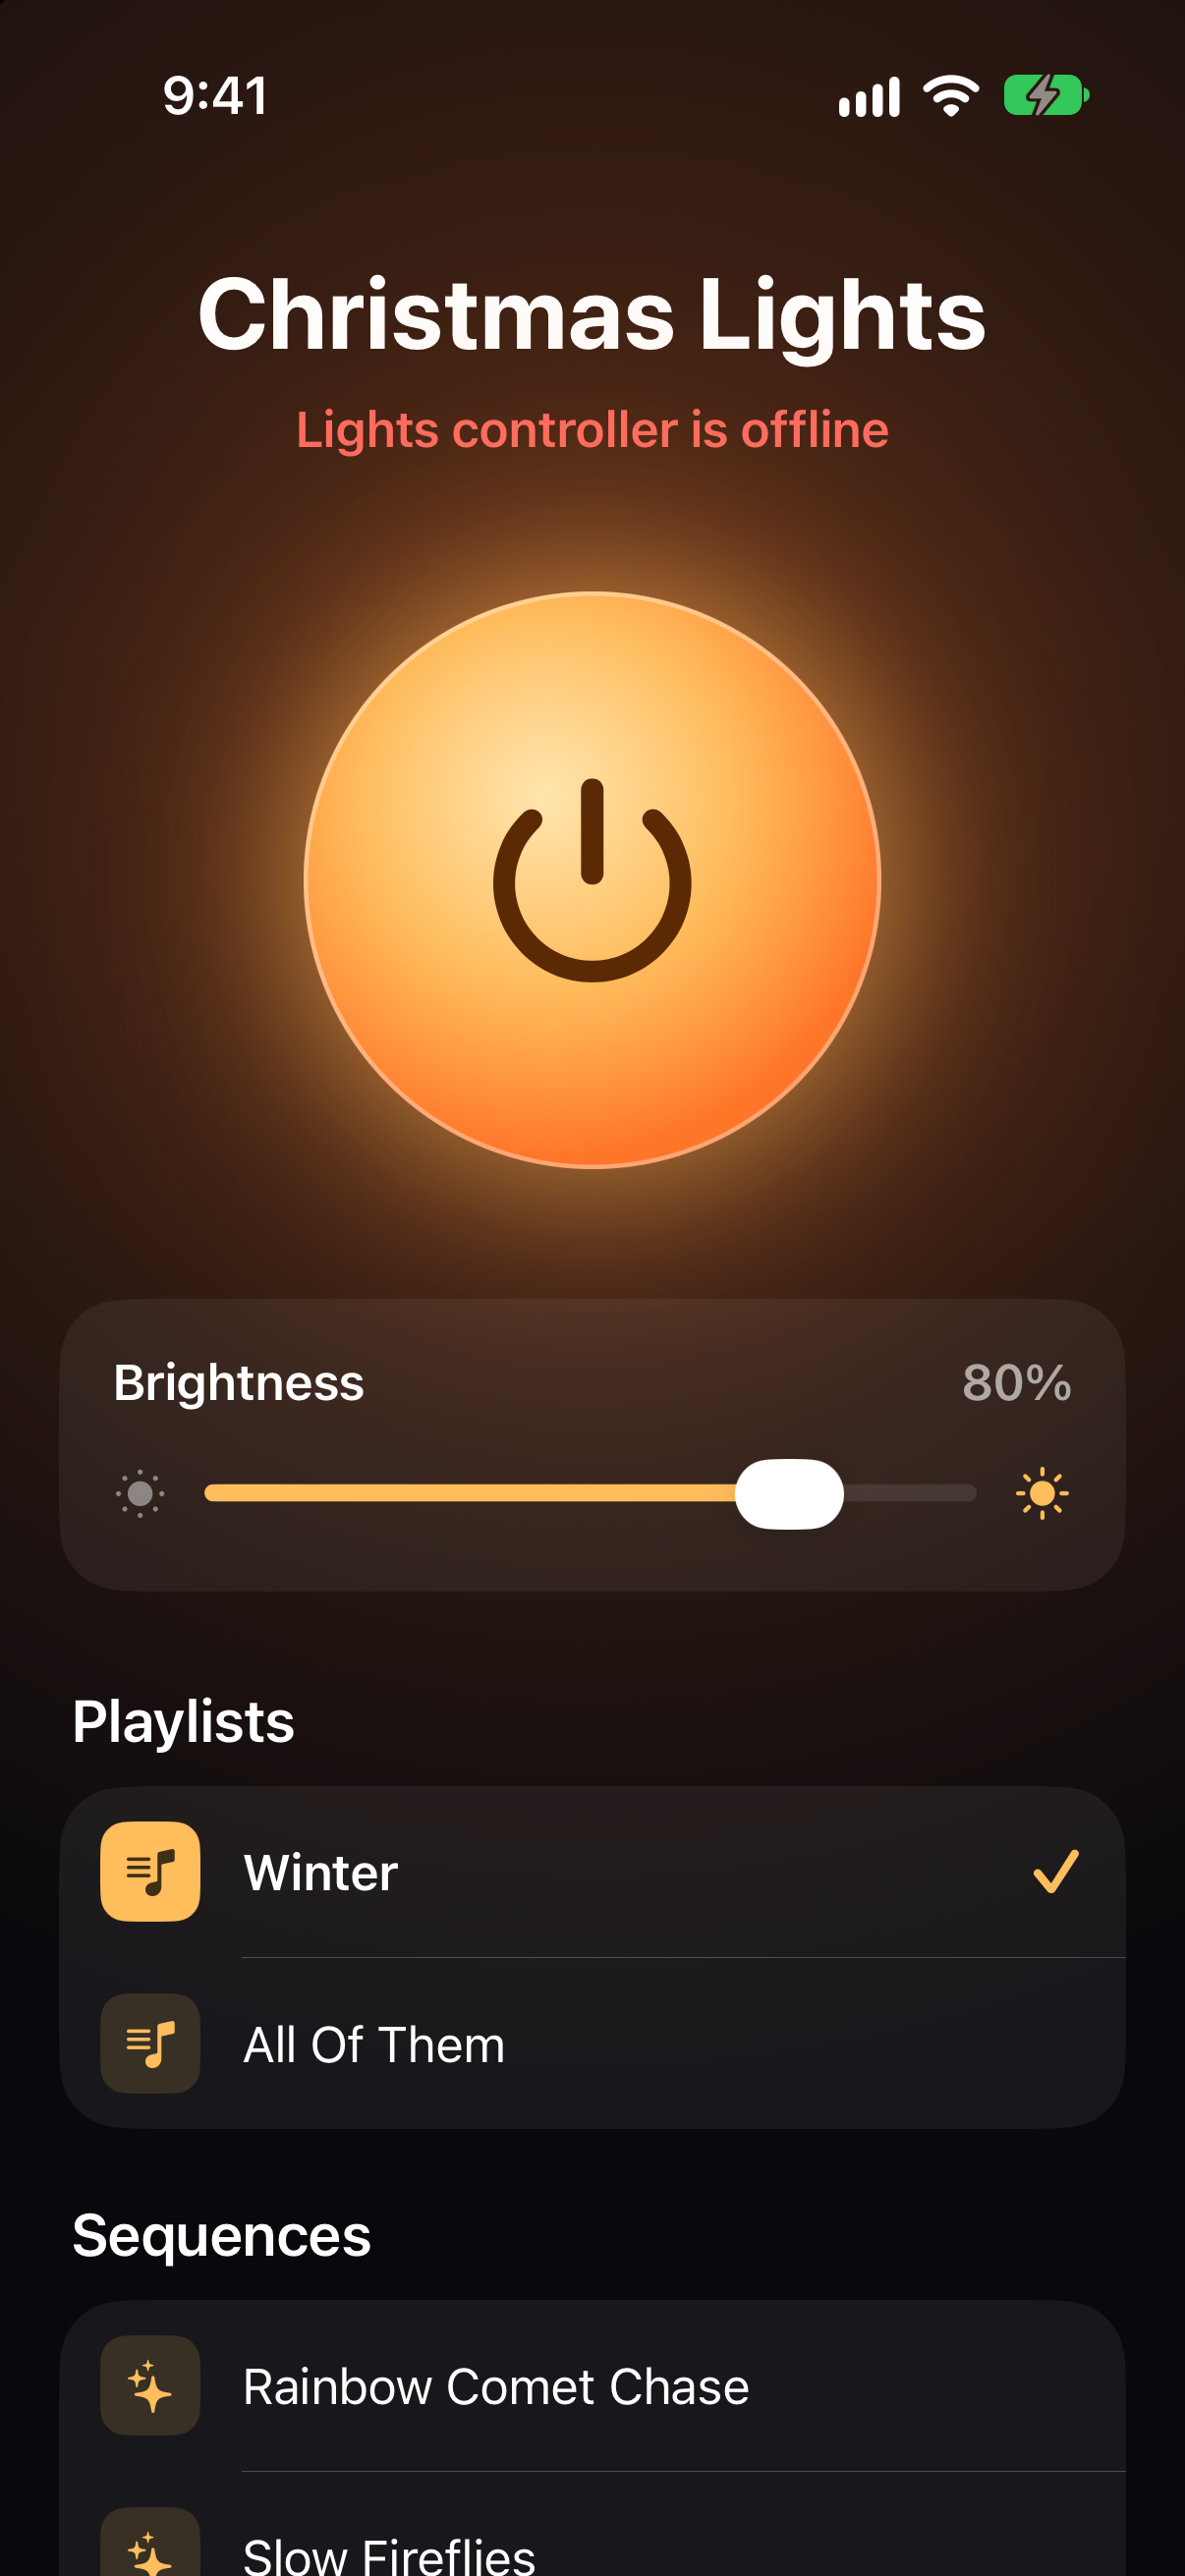 9:41
Christmas Lights
Lights controller is offline
Brightness 80%
Playlists
Winter
All Of Them
Sequences
Rainbow Comet Chase
Slow Fireflies